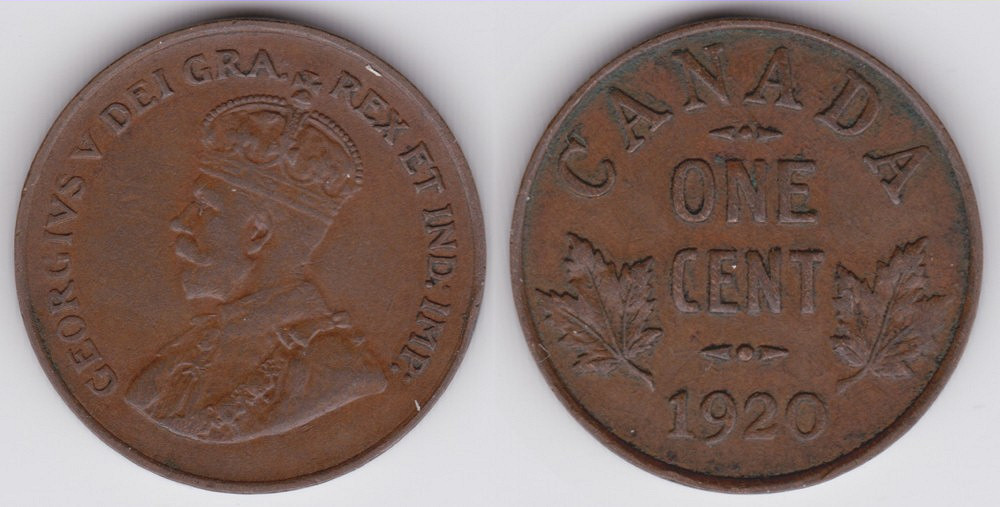 GEORGIVS V DEI GRA. REX ET IND: IMP:
CANADA
ONE
CENT
1920